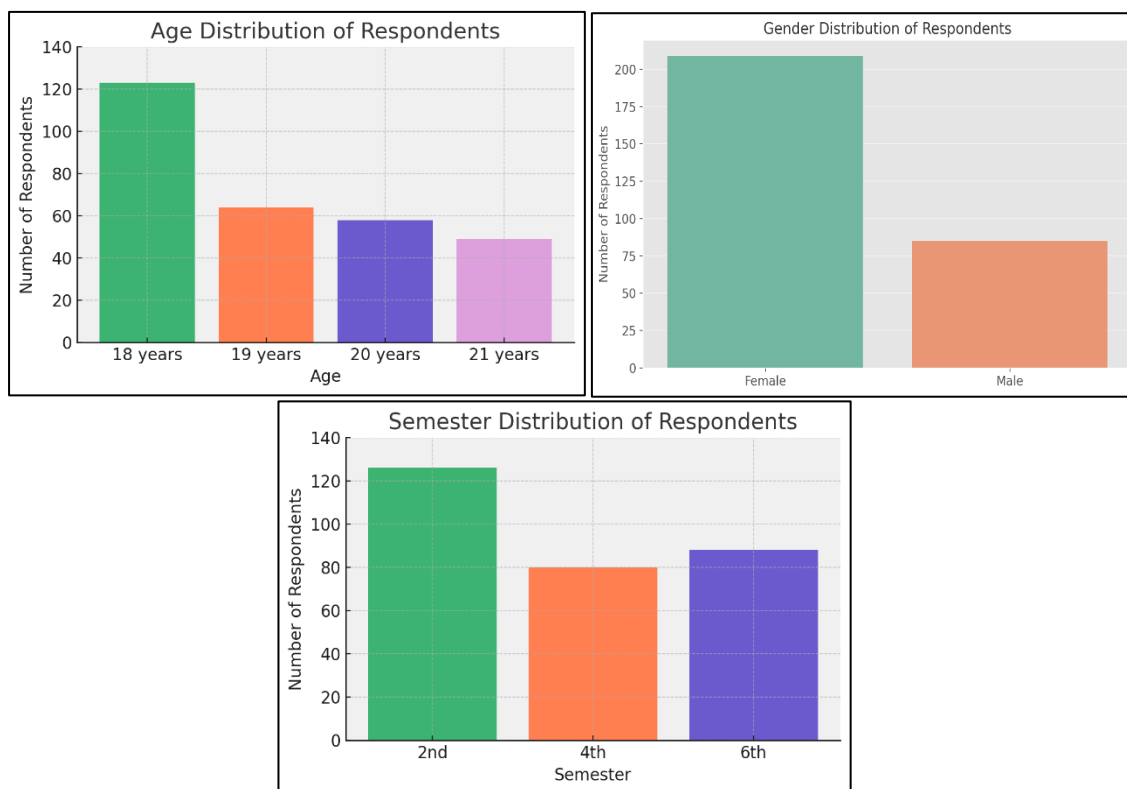 Age Distribution of Respondents
Number of Respondents
140
120
100
80
60
40
20
0
18 years
19 years
20 years
21 years
Age
Gender Distribution of Respondents
Number of Respondents
200
175
150
125
100
75
50
25
0
Female
Male
Semester Distribution of Respondents
Number of Respondents
140
120
100
80
60
40
20
0
2nd
4th
6th
Semester